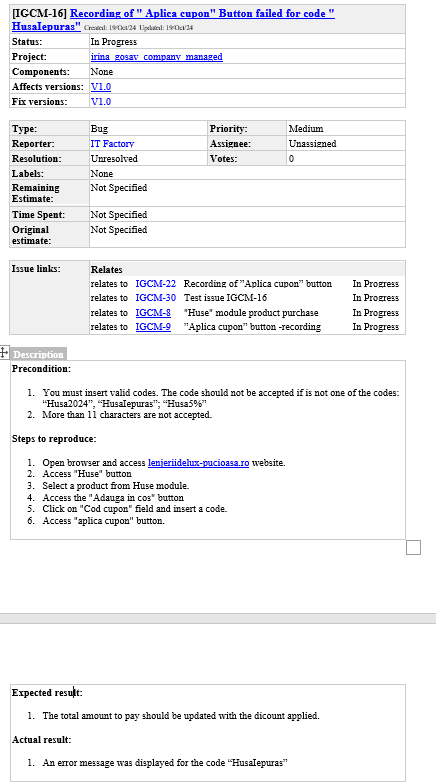 [IGCM-16] Recording of " Aplica cupon" Button failed for code "
HusaIepuras" Created: 19/Oct/24 Updated: 19/Oct/24
Status: In Progress
Project: irina_gosav_company_managed
Components: None
Affects versions: V1.0
Fix versions: V1.0
Type: Bug Priority: Medium
Reporter: IT Factory Assignee: Unassigned
Resolution: Unresolved Votes: 0
Labels: None
Remaining Estimate: Not Specified
Time Spent: Not Specified
Original estimate: Not Specified
Issue links: Relates
relates to IGCM-22 Recording of ”Aplica cupon” button In Progress
relates to IGCM-30 Test issue IGCM-16 In Progress
relates to IGCM-8 "Huse" module product purchase In Progress
relates to IGCM-9 ”Aplica cupon” button -recording In Progress
Description
Precondition:
1. You must insert valid codes. The code should not be accepted if is not one of the codes:
“Husa2024”, “HusaIepuras”; “Husa5%”
2. More than 11 characters are not accepted.
Steps to reproduce:
1. Open browser and access lenjeriidelux-pucioasa.ro website.
2. Access "Huse" button
3. Select a product from Huse module.
4. Access the "Adauga in cos" button
5. Click on "Cod cupon" field and insert a code.
6. Access "aplica cupon" button.
Expected result:
1. The total amount to pay should be updated with the dicount applied.
Actual result:
1. An error message was displayed for the code “HusaIepuras”